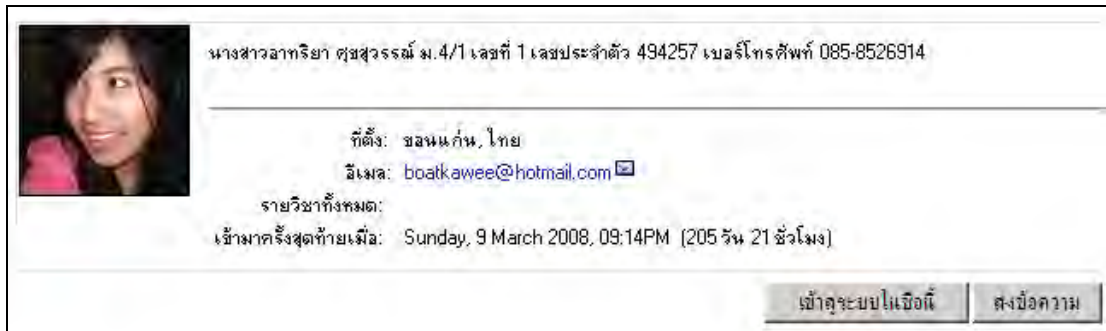 นางสาวอาทริยา ศุขสุวรรณ์ ม.4/1 เลขที่ 1 เลขประจำตัว 494257 เบอร์โทรศัพท์ 085-8526914
ที่ตั้ง: ขอนแก่น, ไทย
อีเมล: boatkawee@hotmail.com
รายวิชาทั้งหมด:
เข้ามาครั้งสุดท้ายเมื่อ: Sunday, 9 March 2008, 09:14PM (205 วัน 21 ชั่วโมง)
เข้าสู่ระบบในชื่อนี้ ส่งข้อความ